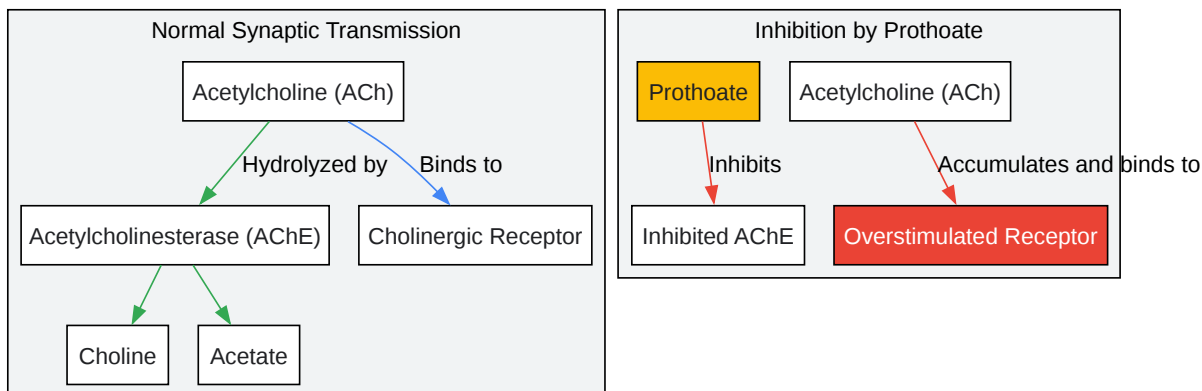 Normal Synaptic Transmission
Acetylcholine (ACh)
Hydrolyzed by
Binds to
Acetylcholinesterase (AChE)
Cholinergic Receptor
Choline
Acetate
Inhibition by Prothoate
Prothoate
Acetylcholine (ACh)
Inhibits
Accumulates and binds to
Inhibited AChE
Overstimulated Receptor